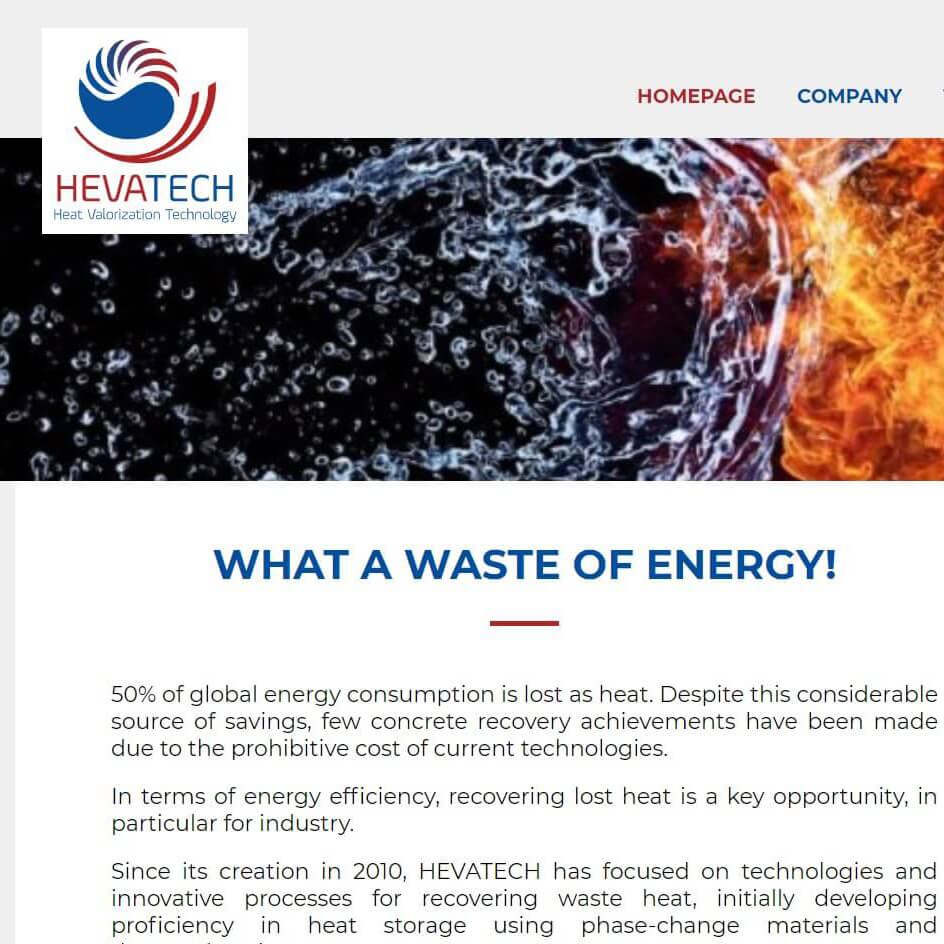 HOMEPAGE COMPANY
HEVATECH
Heat Valorization Technology
WHAT A WASTE OF ENERGY!
50% of global energy consumption is lost as heat. Despite this considerable
source of savings, few concrete recovery achievements have been made
due to the prohibitive cost of current technologies.
In terms of energy efficiency, recovering lost heat is a key opportunity, in
particular for industry.
Since its creation in 2010, HEVATECH has focused on technologies and
innovative processes for recovering waste heat, initially developing
proficiency in heat storage using phase-change materials and